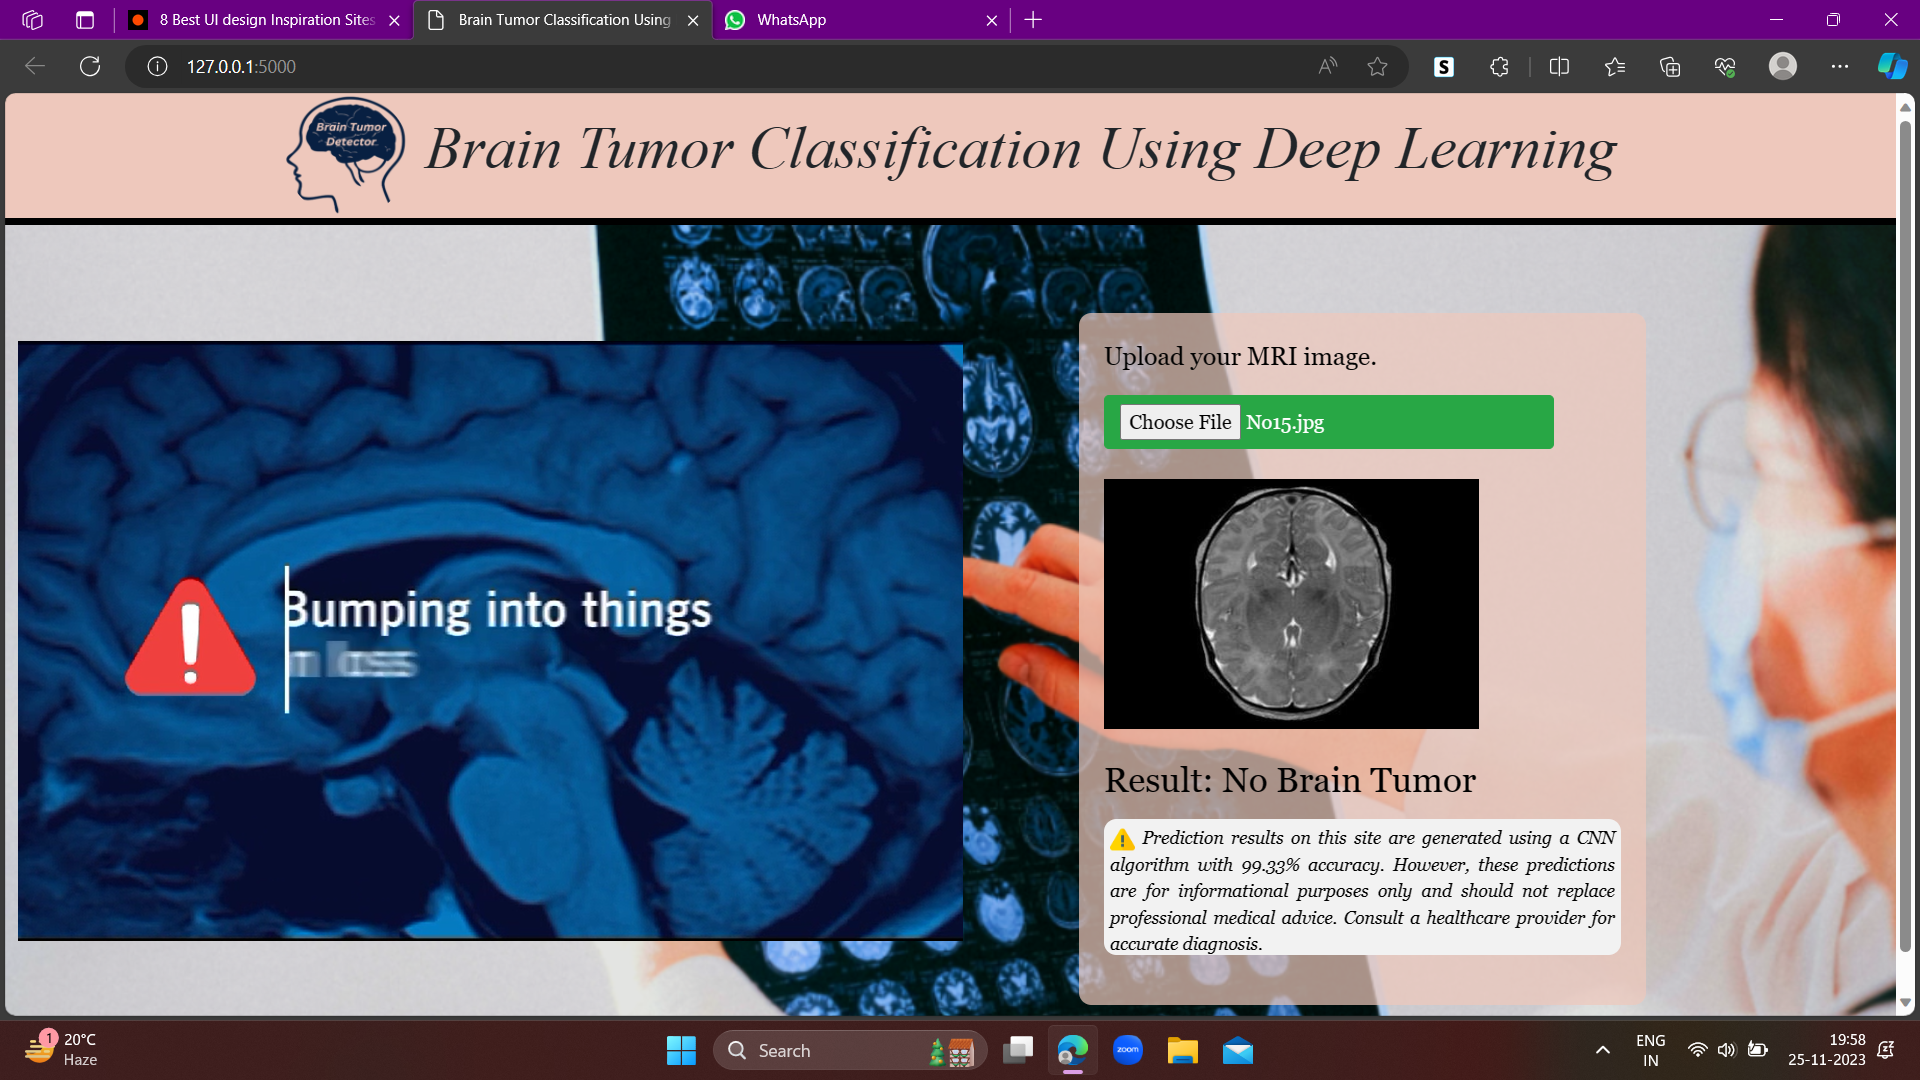 8 Best UI design Inspiration Sites
Brain Tumor Classification Using
WhatsApp
127.0.0.1:5000
Brain Tumor
Detector
Brain Tumor Classification Using Deep Learning
Bumping into things
loss
Upload your MRI image.
Choose File No15.jpg
Result: No Brain Tumor
Prediction results on this site are generated using a CNN
algorithm with 99.33% accuracy. However, these predictions
are for informational purposes only and should not replace
professional medical advice. Consult a healthcare provider for
accurate diagnosis.
1
20°C
Haze
Search
zoom
ENG
IN
19:58
25-11-2023